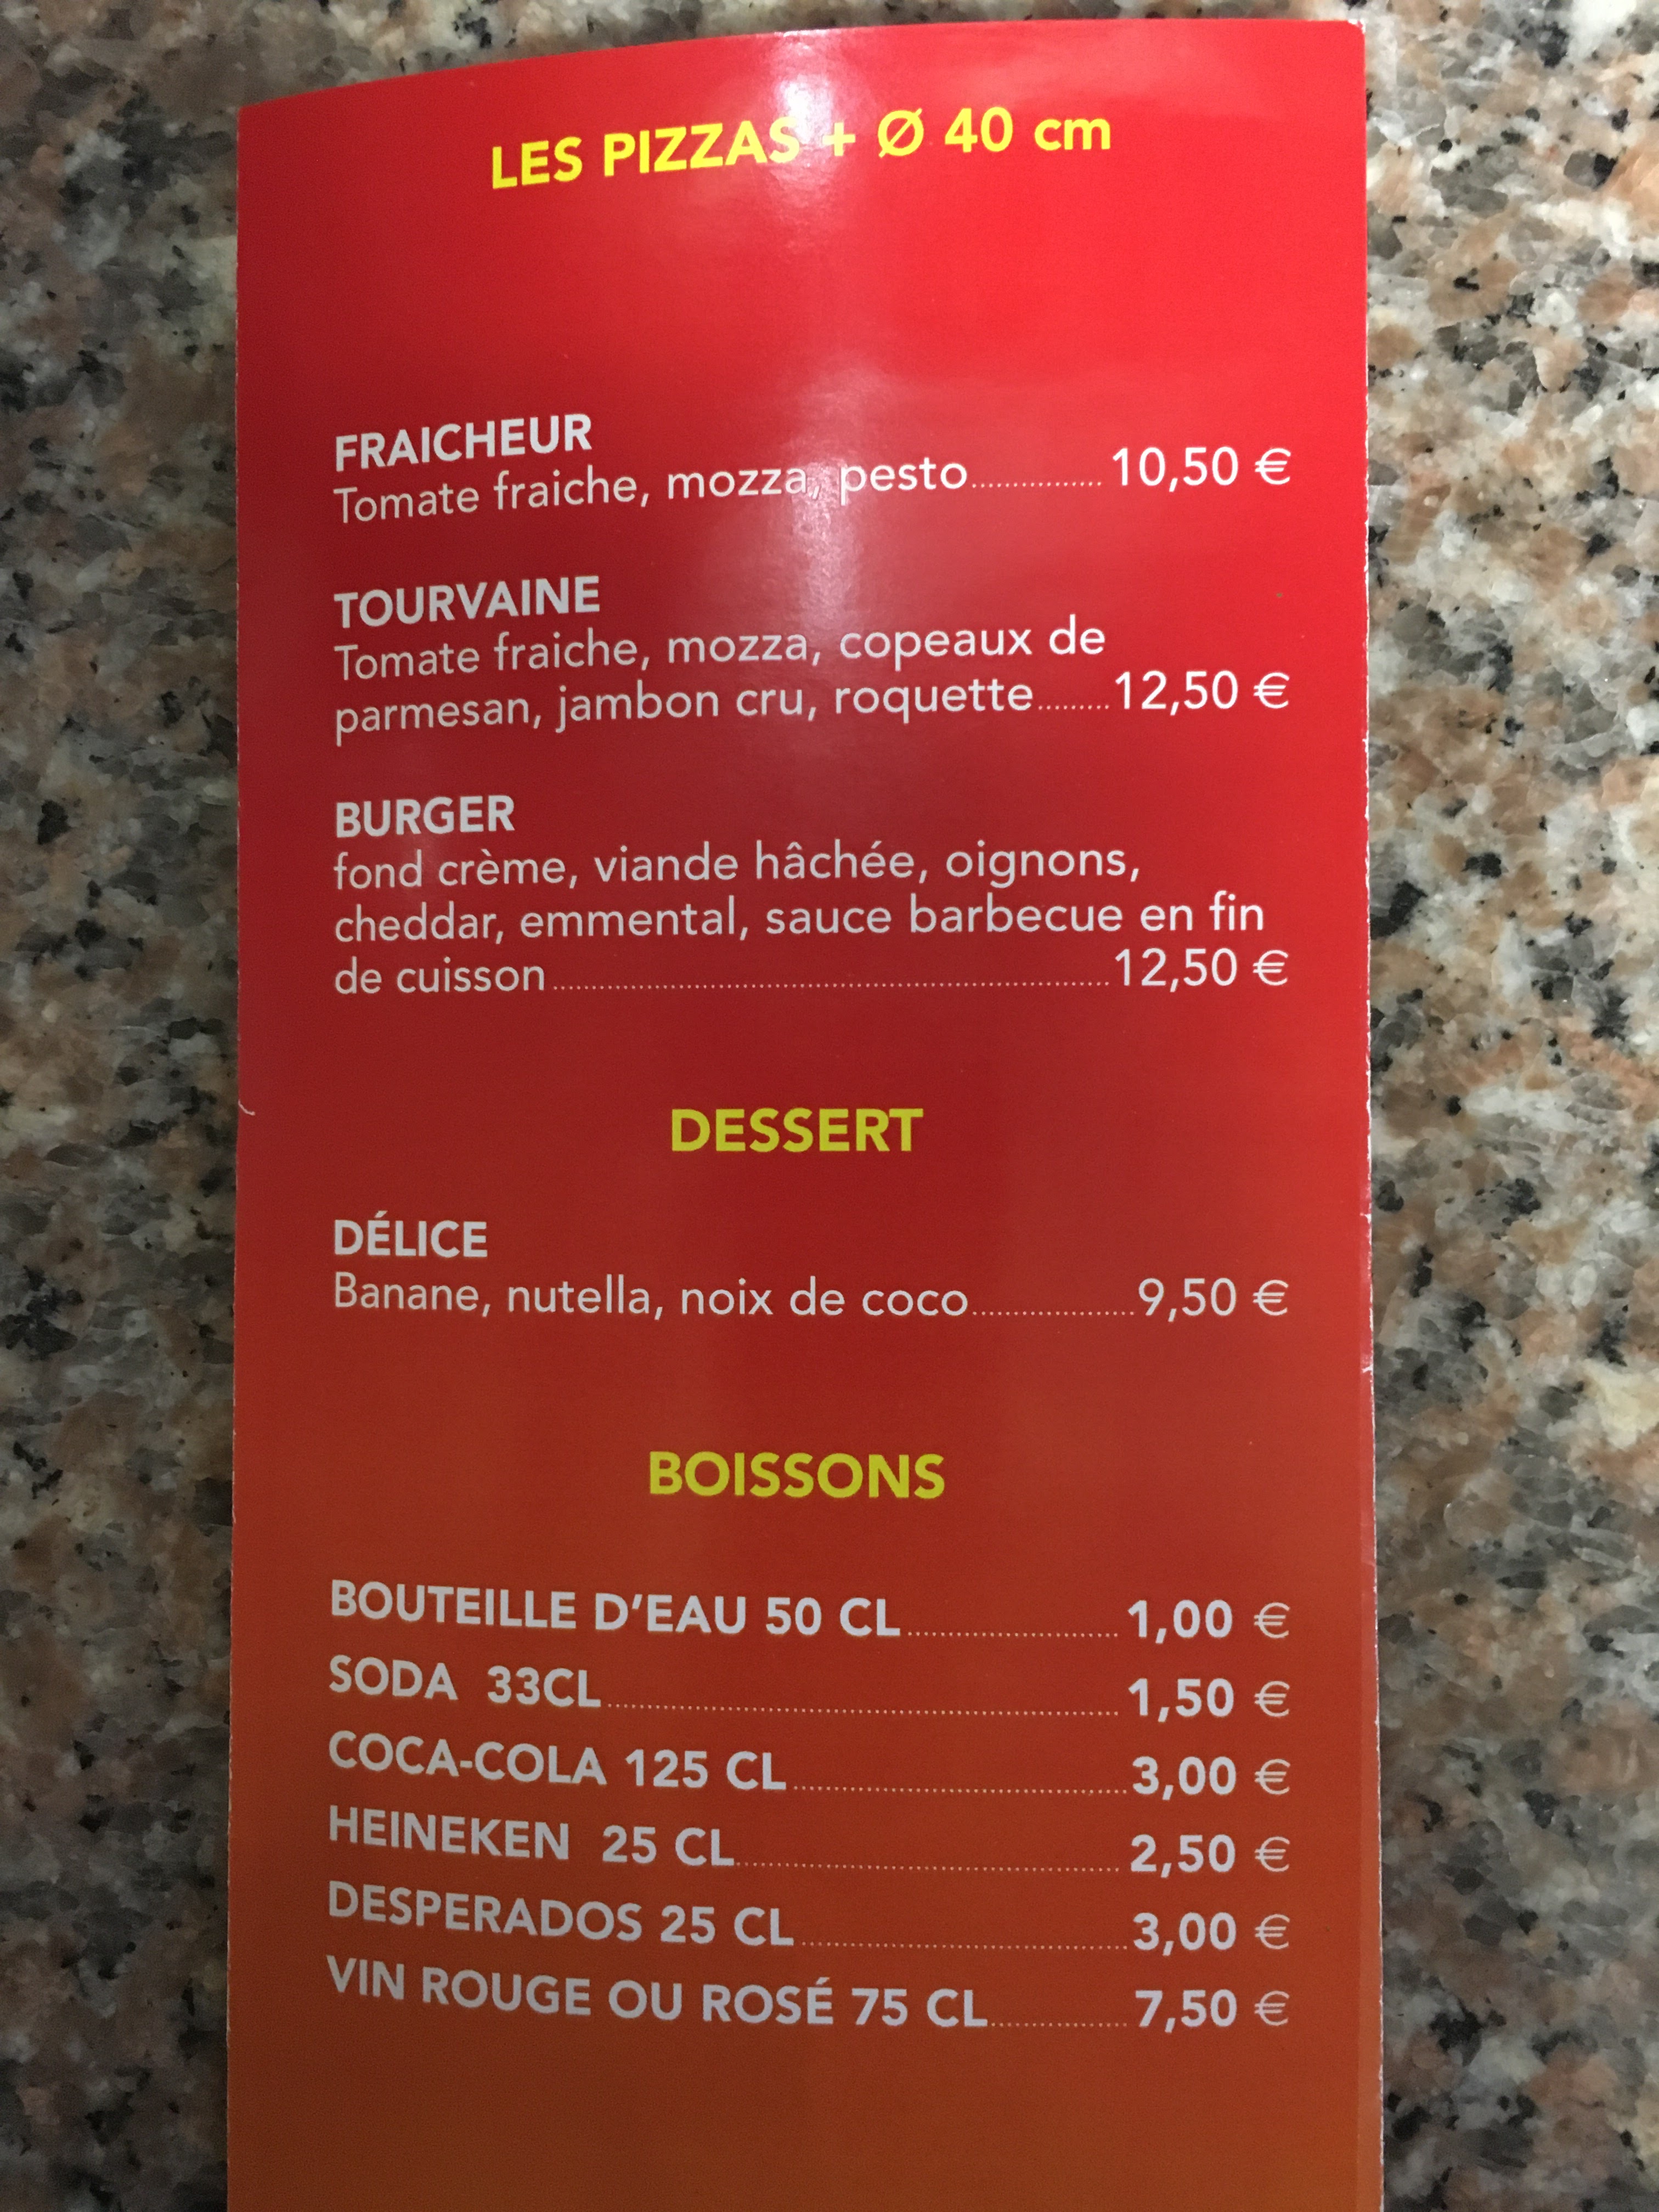 LES PIZZAS + Ø 40 cm
FRAICHEUR
Tomate fraiche, mozza, pesto................ 10,50 €
TOURVAINE
Tomate fraiche, mozza, copeaux de
parmesan, jambon cru, roquette.........12,50 €
BURGER
fond crème, viande hâchée, oignons,
cheddar, emmental, sauce barbecue en fin
de cuisson......................................................................12,50 €
DESSERT
DÉLICE
Banane, nutella, noix de coco....................9,50 €
BOISSONS
BOUTEILLE D'EAU 50 CL.......................... 1,00 €
SODA 33CL............................................................... 1,50 €
COCA-COLA 125 CL.........................................3,00 €
HEINEKEN 25 CL............................................... 2,50 €
DESPERADOS 25 CL........................................3,00 €
VIN ROUGE OU ROSÉ 75 CL.................7,50 €